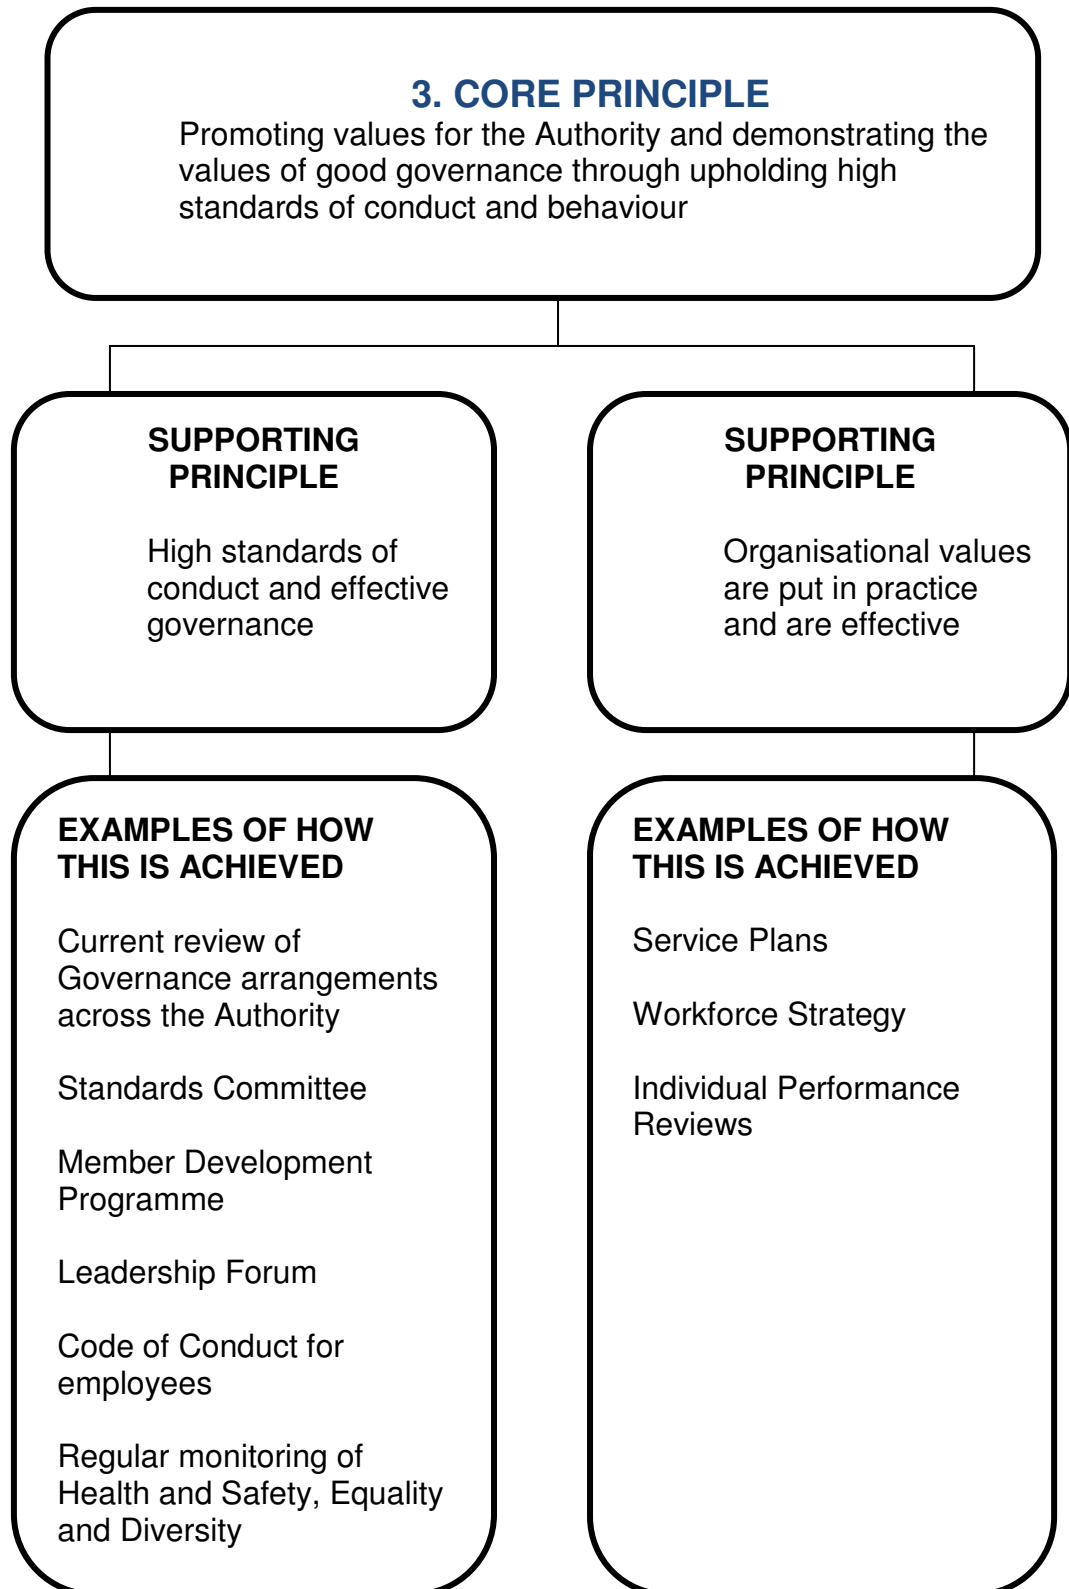 3. CORE PRINCIPLE
Promoting values for the Authority and demonstrating the
values of good governance through upholding high
standards of conduct and behaviour
SUPPORTING
PRINCIPLE
High standards of
conduct and effective
governance
SUPPORTING
PRINCIPLE
Organisational values
are put in practice
and are effective
EXAMPLES OF HOW
THIS IS ACHIEVED
Current review of
Governance arrangements
across the Authority
Standards Committee
Member Development
Programme
Leadership Forum
Code of Conduct for
employees
Regular monitoring of
Health and Safety, Equality
and Diversity
EXAMPLES OF HOW
THIS IS ACHIEVED
Service Plans
Workforce Strategy
Individual Performance
Reviews